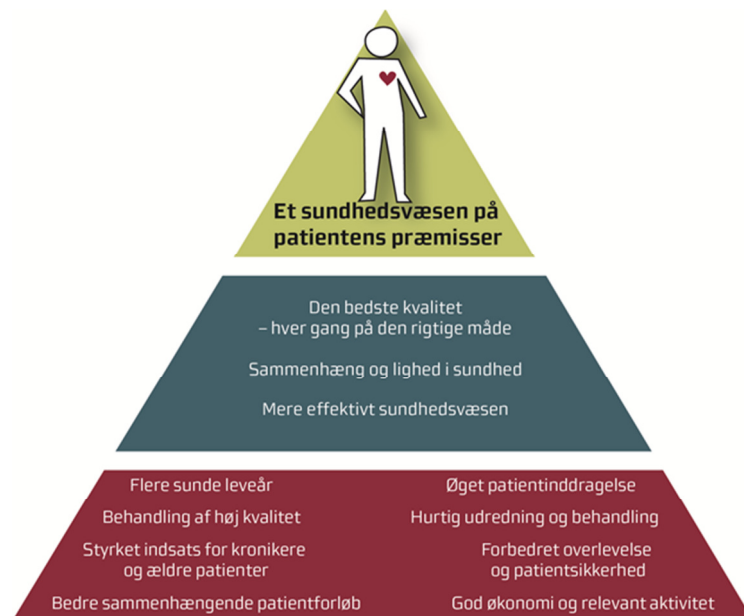 Et sundhedsvæsen på
patientens præmisser
Den bedste kvalitet
– hver gang på den rigtige måde
Sammenhæng og lighed i sundhed
Mere effektivt sundhedsvæsen
Flere sunde leveår
Behandling af høj kvalitet
Styrket indsats for kronikere
og ældre patienter
Bedre sammenhængende patientforløb
Øget patientinddragelse
Hurtig udredning og behandling
Forbedret overlevelse
og patientsikkerhed
God økonomi og relevant aktivitet